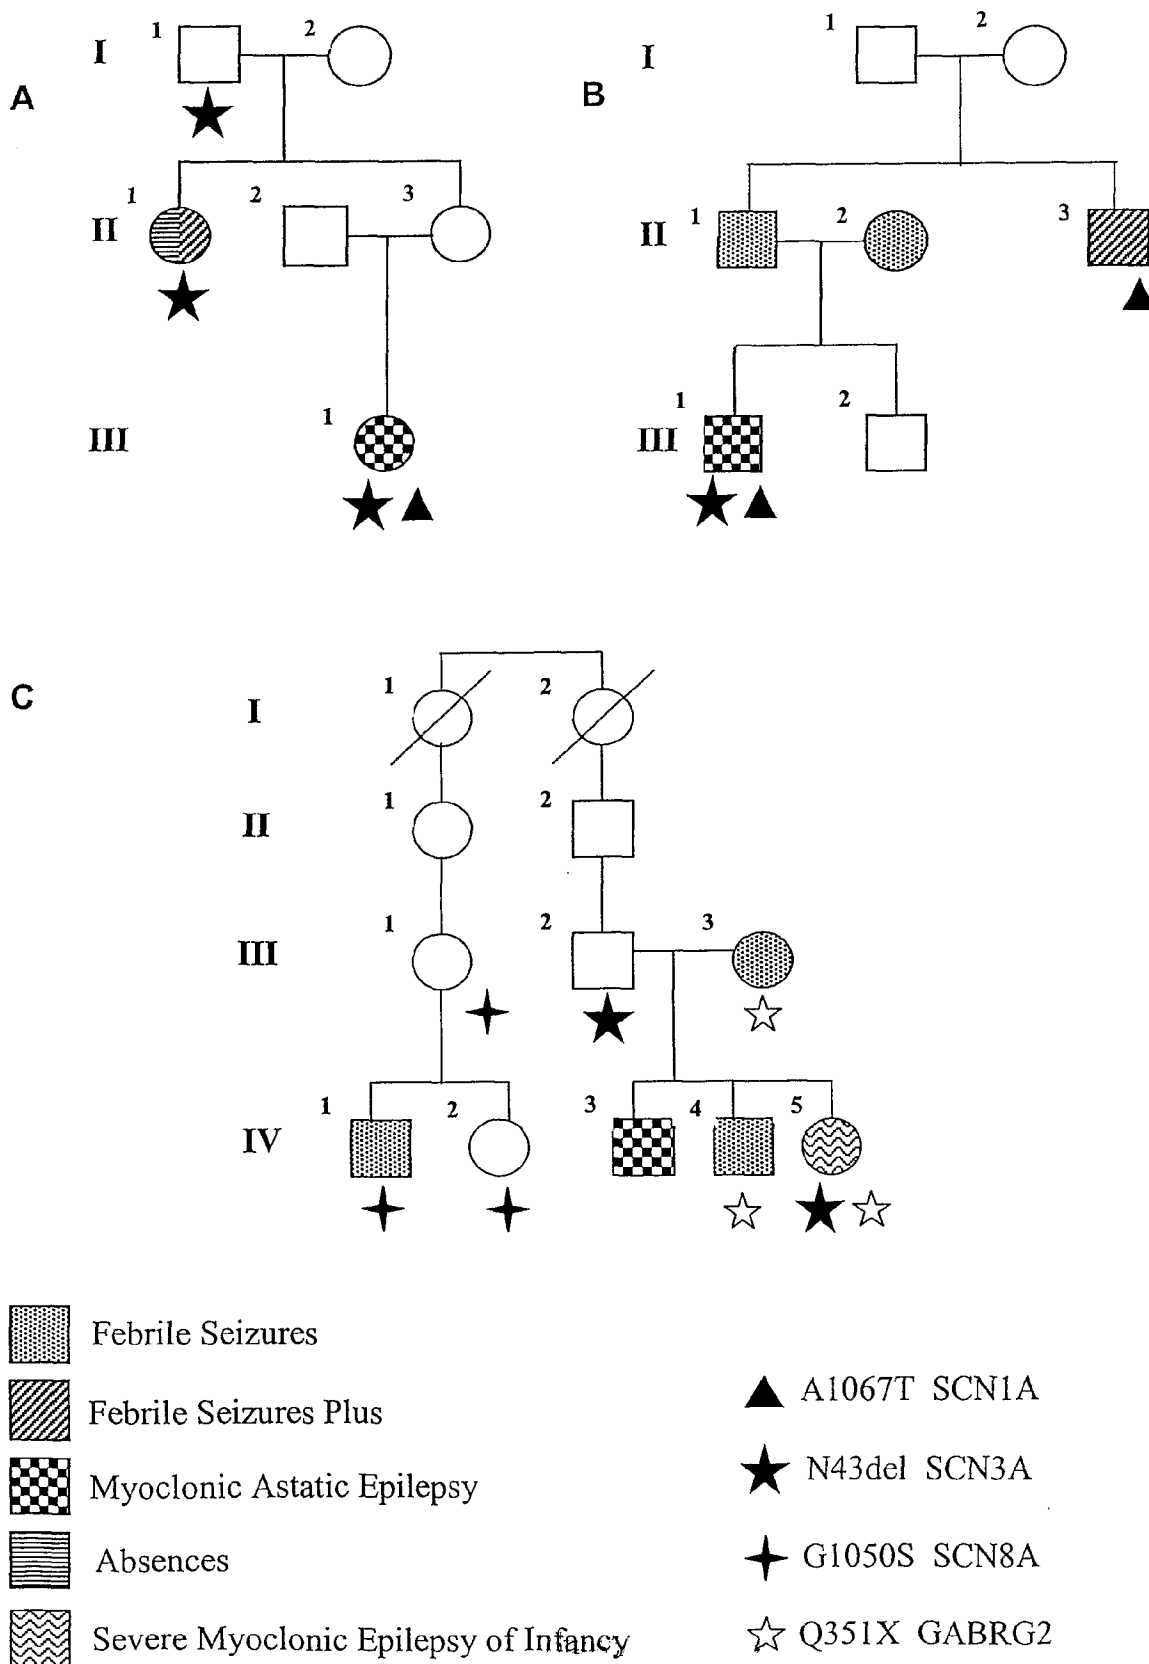 1 2
I
A
1 2 3
II
1
III
1 2
I
B
1 2 3
II
1 2
III
C
1 2
I
1 2
II
1 2 3
III
1 2 3 4 5
IV
Febrile Seizures
Febrile Seizures Plus
Myoclonic Astatic Epilepsy
Absences
Severe Myoclonic Epilepsy of Infancy
A1067T SCN1A
N43del SCN3A
G1050S SCN8A
Q351X GABRG2